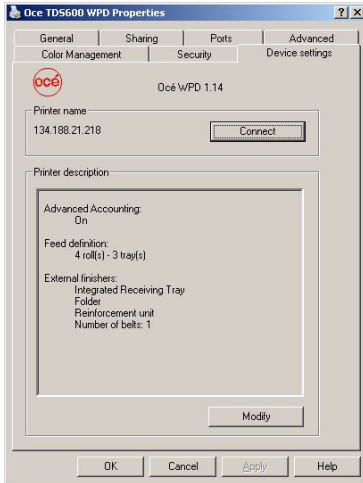 Oce TDS600 WPD Properties
General Sharing Ports Advanced
Color Management Security Device settings
océ
Océ WPD 1.14
Printer name
134.188.21.218 Connect
Printer description
Advanced Accounting:
On
Feed definition:
4 roll(s) - 3 tray(s)
External finishers:
Integrated Receiving Tray
Folder
Reinforcement unit
Number of belts: 1
Modify
OK Cancel Apply Help